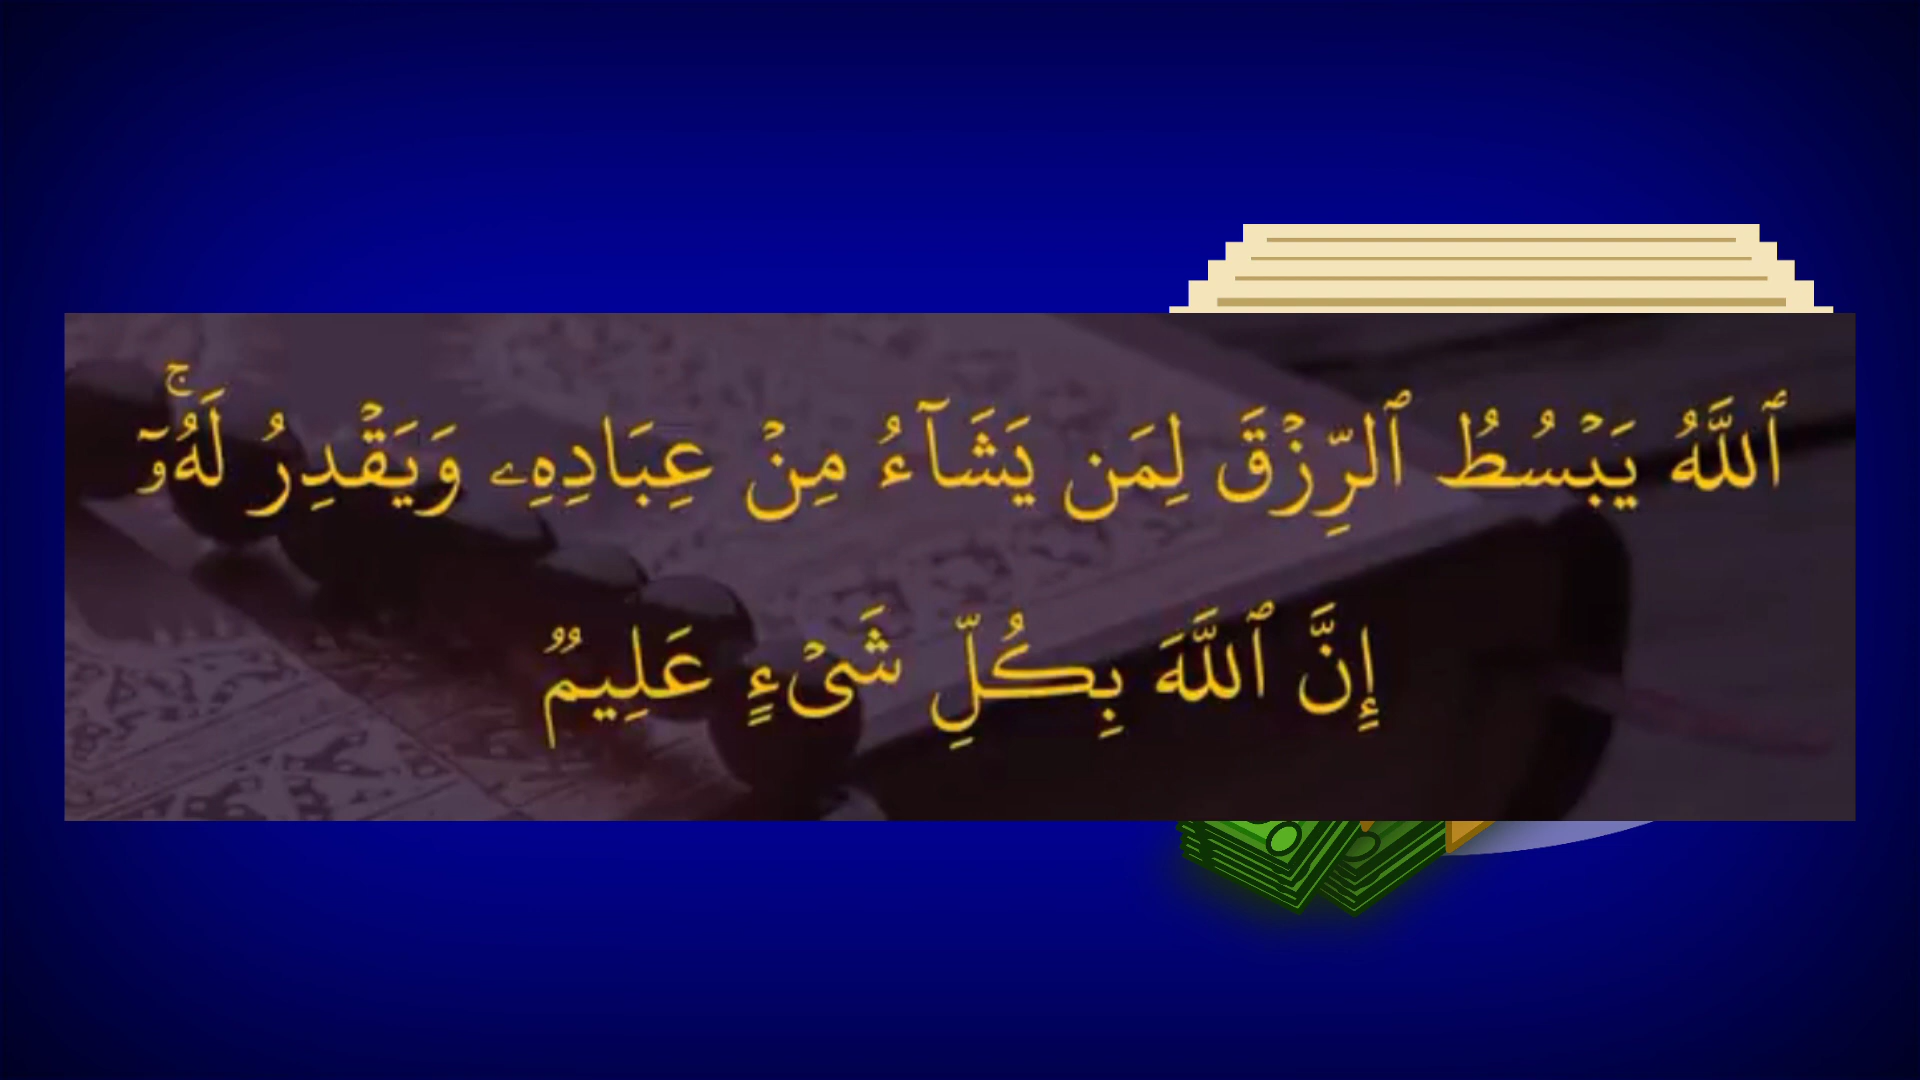 ٱللَّهُ يَبْسُطُ ٱلرِّزْقَ لِمَن يَشَآءُ مِنْ عِبَادِهِۦ وَيَقْدِرُ لَهُۥٓ ۚ
إِنَّ ٱللَّهَ بِكُلِّ شَىْءٍ عَلِيمٌ